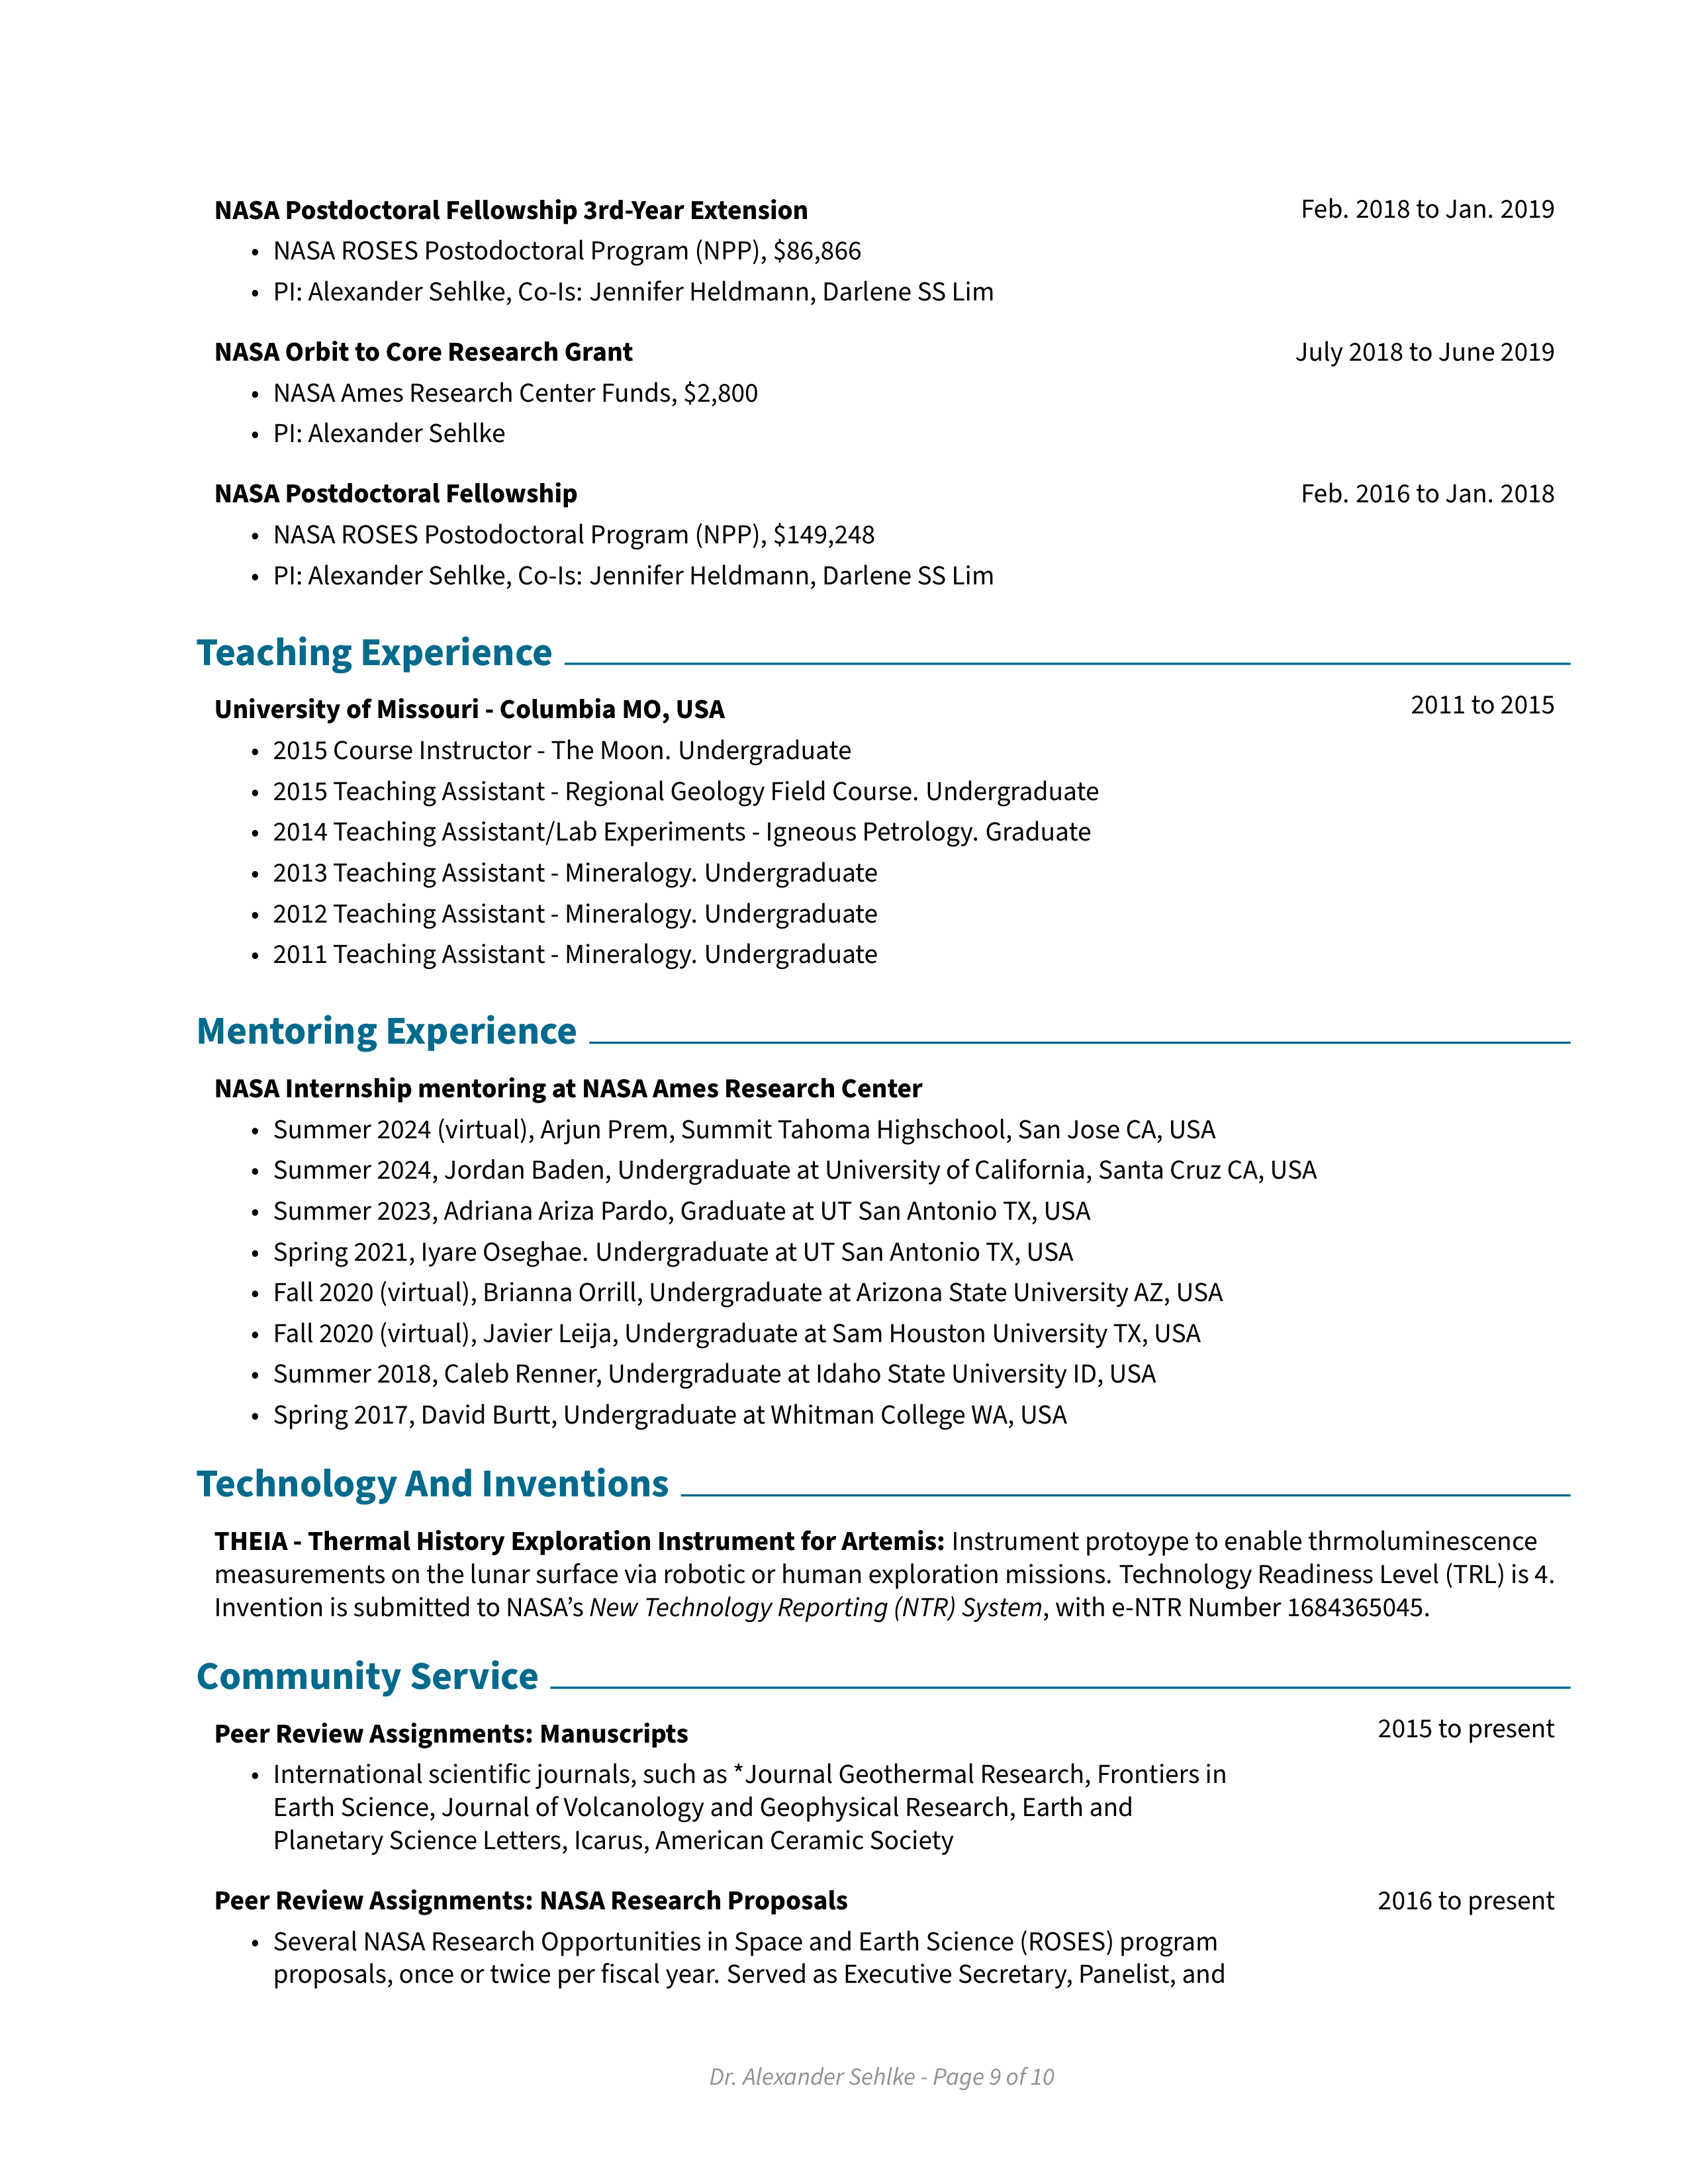 NASA Postdoctoral Fellowship 3rd-Year Extension Feb. 2018 to Jan. 2019
• NASA ROSES Postodoctoral Program (NPP), $86,866
• PI: Alexander Sehlke, Co-Is: Jennifer Heldmann, Darlene SS Lim
NASA Orbit to Core Research Grant July 2018 to June 2019
• NASA Ames Research Center Funds, $2,800
• PI: Alexander Sehlke
NASA Postdoctoral Fellowship Feb. 2016 to Jan. 2018
• NASA ROSES Postodoctoral Program (NPP), $149,248
• PI: Alexander Sehlke, Co-Is: Jennifer Heldmann, Darlene SS Lim
Teaching Experience
University of Missouri - Columbia MO, USA 2011 to 2015
• 2015 Course Instructor - The Moon. Undergraduate
• 2015 Teaching Assistant - Regional Geology Field Course. Undergraduate
• 2014 Teaching Assistant/Lab Experiments - Igneous Petrology. Graduate
• 2013 Teaching Assistant - Mineralogy. Undergraduate
• 2012 Teaching Assistant - Mineralogy. Undergraduate
• 2011 Teaching Assistant - Mineralogy. Undergraduate
Mentoring Experience
NASA Internship mentoring at NASA Ames Research Center
• Summer 2024 (virtual), Arjun Prem, Summit Tahoma Highschool, San Jose CA, USA
• Summer 2024, Jordan Baden, Undergraduate at University of California, Santa Cruz CA, USA
• Summer 2023, Adriana Ariza Pardo, Graduate at UT San Antonio TX, USA
• Spring 2021, Iyare Oseghae. Undergraduate at UT San Antonio TX, USA
• Fall 2020 (virtual), Brianna Orrill, Undergraduate at Arizona State University AZ, USA
• Fall 2020 (virtual), Javier Leija, Undergraduate at Sam Houston University TX, USA
• Summer 2018, Caleb Renner, Undergraduate at Idaho State University ID, USA
• Spring 2017, David Burtt, Undergraduate at Whitman College WA, USA
Technology And Inventions
THEIA - Thermal History Exploration Instrument for Artemis: Instrument protoype to enable thrmoluminescence
measurements on the lunar surface via robotic or human exploration missions. Technology Readiness Level (TRL) is 4.
Invention is submitted to NASA’s New Technology Reporting (NTR) System, with e-NTR Number 1684365045.
Community Service
Peer Review Assignments: Manuscripts 2015 to present
• International scientific journals, such as *Journal Geothermal Research, Frontiers in
Earth Science, Journal of Volcanology and Geophysical Research, Earth and
Planetary Science Letters, Icarus, American Ceramic Society
Peer Review Assignments: NASA Research Proposals 2016 to present
• Several NASA Research Opportunities in Space and Earth Science (ROSES) program
proposals, once or twice per fiscal year. Served as Executive Secretary, Panelist, and
Dr. Alexander Sehlke - Page 9 of 10